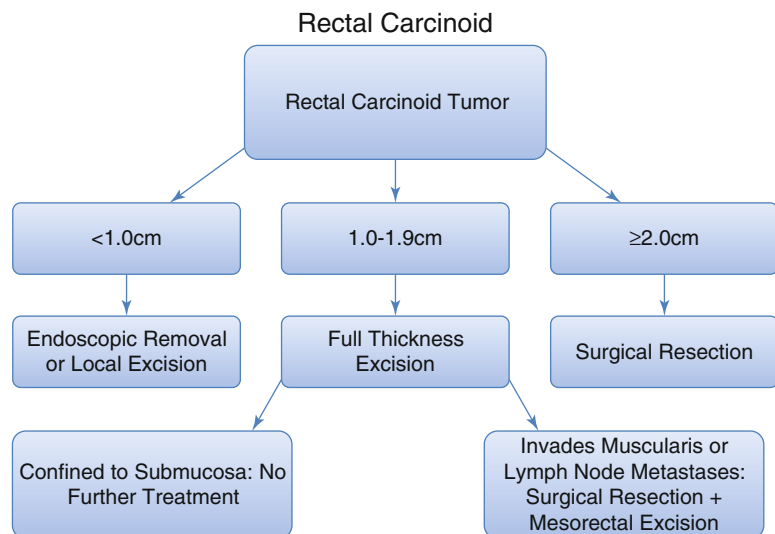 Rectal Carcinoid
Rectal Carcinoid Tumor
<1.0cm
1.0-1.9cm
≥2.0cm
Endoscopic Removal
or Local Excision
Full Thickness
Excision
Surgical Resection
Confined to Submucosa: No
Further Treatment
Invades Muscularis or
Lymph Node Metastases:
Surgical Resection +
Mesorectal Excision